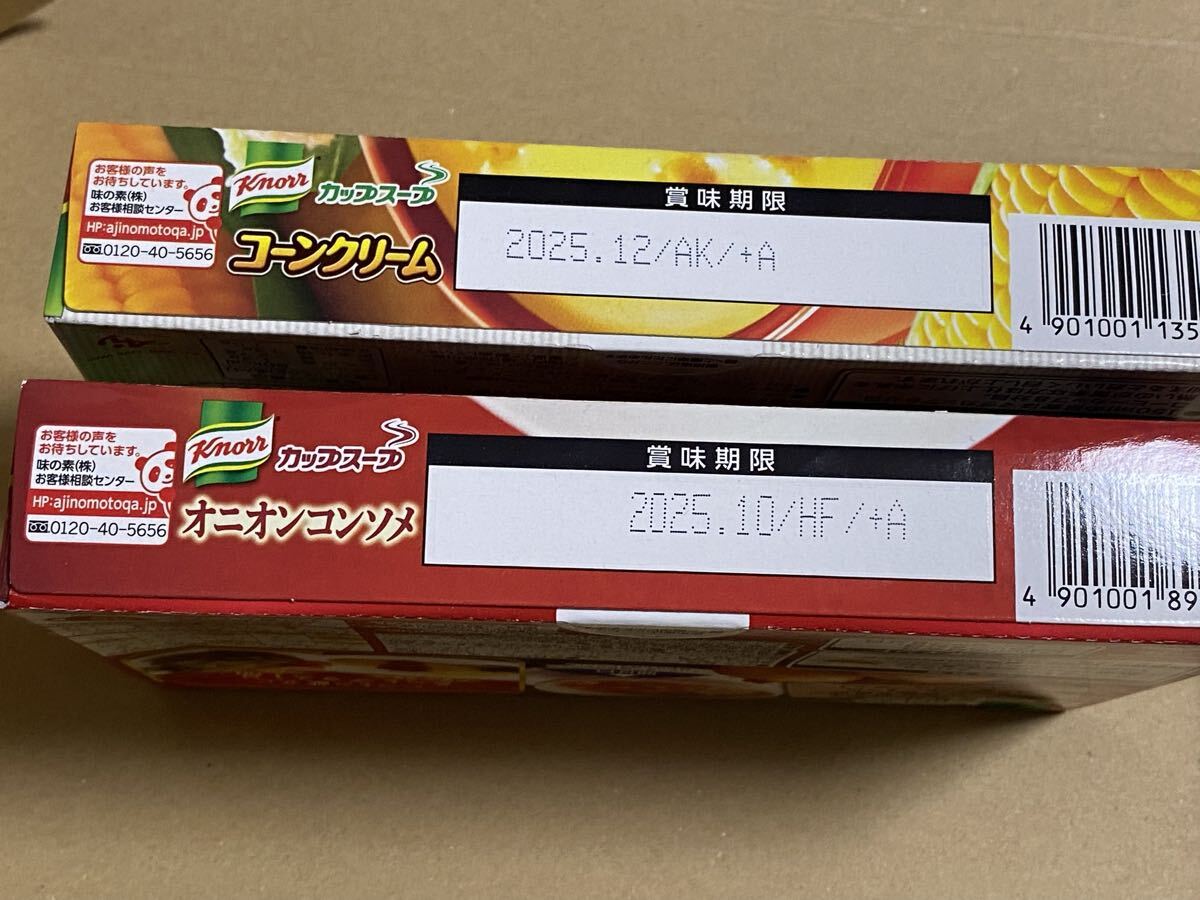 お客様の声を
お待ちしています。
味の素(株)
お客様相談センター
HP:ajinomotoqa.jp
0120-40-5656
Knorr
カップスープ
コーンクリーム
賞味期限
2025.12/AK/+A
4 901001 135
お客様の声を
お待ちしています。
味の素(株)
お客様相談センター
HP:ajinomotoqa.jp
0120-40-5656
Knorr
カップスープ
オニオンコンソメ
賞味期限
2025.10/HF/+A
4 901001 89